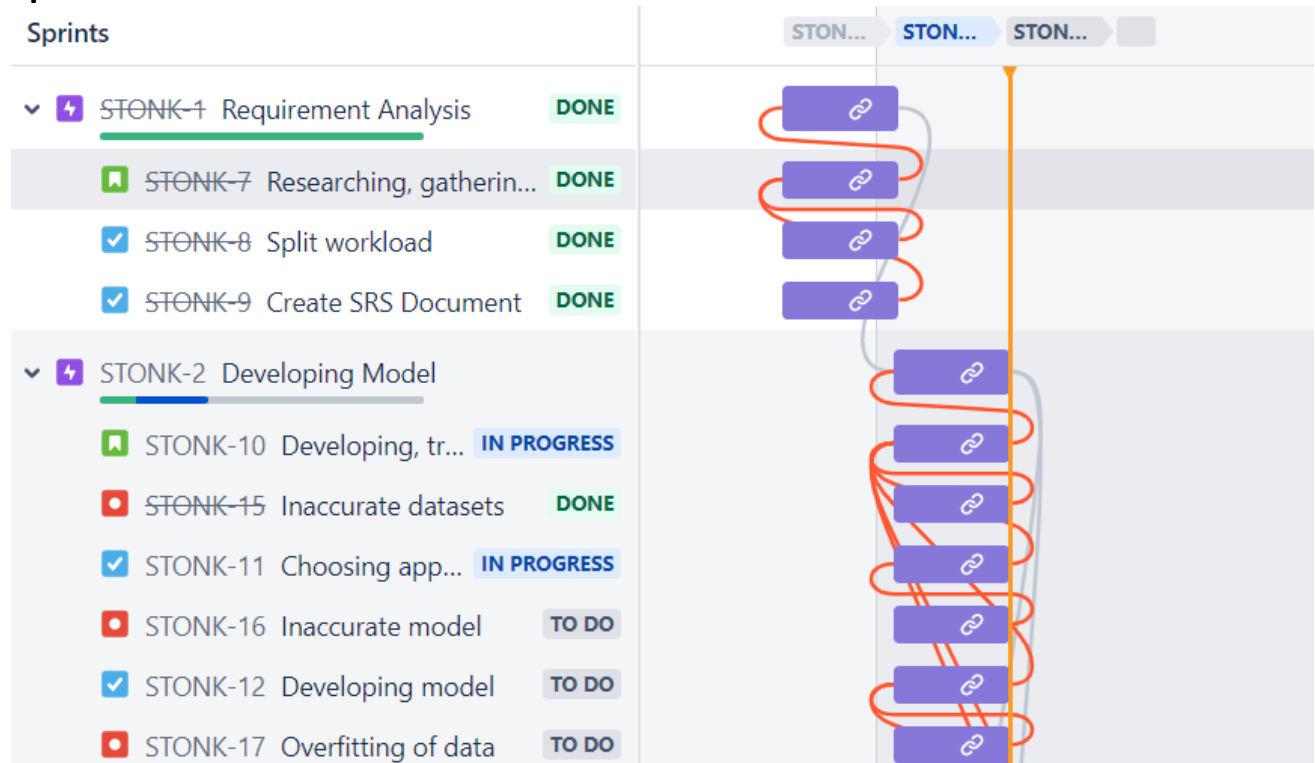 Sprints STON... STON... STON...
STONK-1 Requirement Analysis DONE
STONK-7 Researching, gatherin... DONE
STONK-8 Split workload DONE
STONK-9 Create SRS Document DONE
STONK-2 Developing Model
STONK-10 Developing, tr... IN PROGRESS
STONK-15 Inaccurate datasets DONE
STONK-11 Choosing app... IN PROGRESS
STONK-16 Inaccurate model TO DO
STONK-12 Developing model TO DO
STONK-17 Overfitting of data TO DO